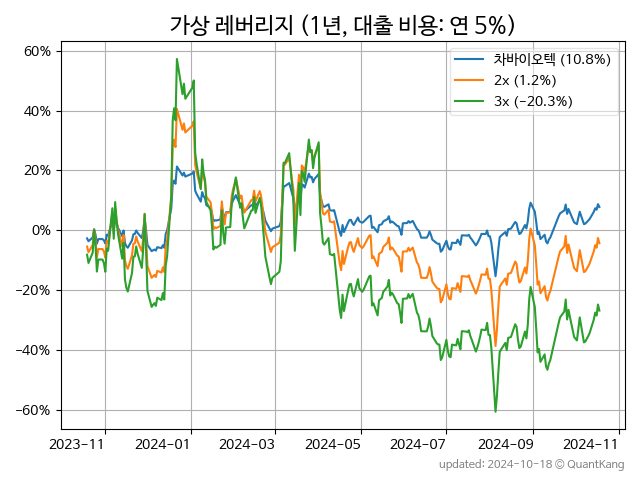 가상 레버리지 (1년, 대출 비용: 연 5%)
차바이오텍 (10.8%)
2x (1.2%)
3x (−20.3%)
60%
40%
20%
0%
−20%
−40%
−60%
2023-11
2024-01
2024-03
2024-05
2024-07
2024-09
2024-11
updated: 2024-10-18 © QuantKang